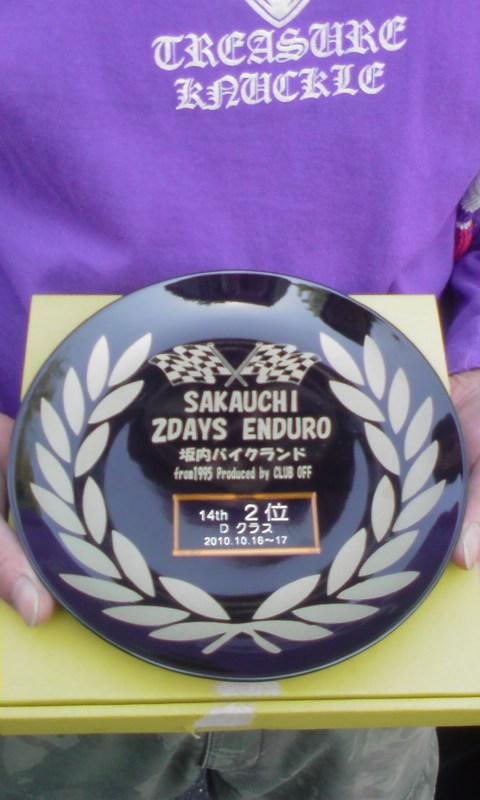 TREASURE
KNUCKLE
SAKAUCHI
2DAYS ENDURO
坂内バイクランド
from1995 Produced by CLUB OFF
14th 2位
D クラス
2010.10.16～17